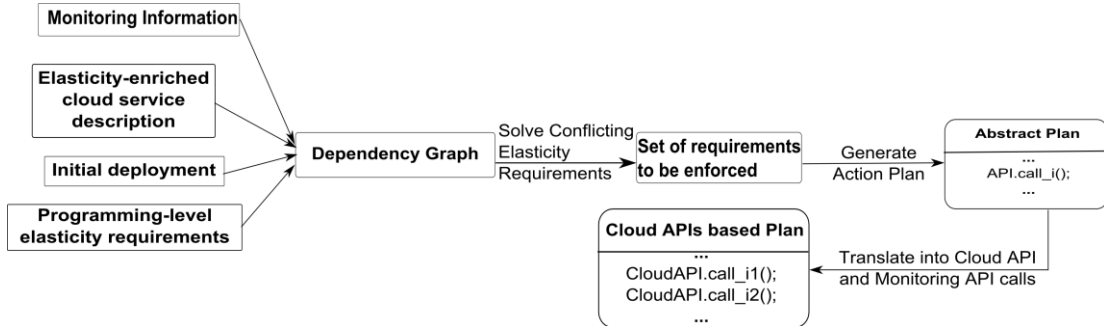 Monitoring Information
Elasticity-enriched
cloud service
description
Initial deployment
Programming-level
elasticity requirements
Dependency Graph
Solve Conflicting
Elasticity
Requirements
Set of requirements
to be enforced
Generate
Action Plan
Abstract Plan
...
API.call_i();
...
Translate into Cloud API
and Monitoring API calls
Cloud APIs based Plan
...
CloudAPI.call_i1();
CloudAPI.call_i2();
...